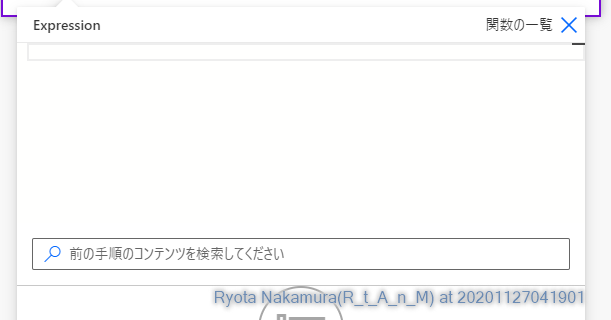 Expression
関数の一覧
前の手順のコンテンツを検索してください
Ryota Nakamura(R_t_A_n_M) at 20201127041901